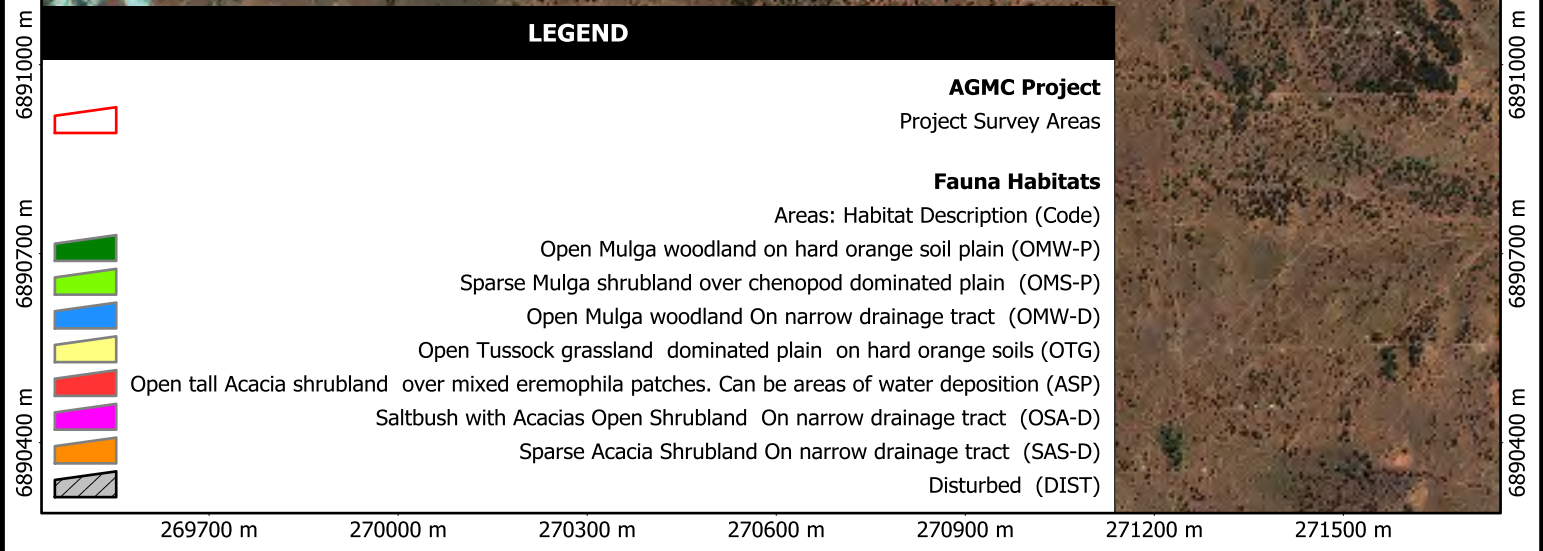 LEGEND
AGMC Project
Project Survey Areas
Fauna Habitats
Areas: Habitat Description (Code)
Open Mulga woodland on hard orange soil plain (OMW-P)
Sparse Mulga shrubland over chenopod dominated plain  (OMS-P)
Open Mulga woodland On narrow drainage tract  (OMW-D)
Open Tussock grassland  dominated plain  on hard orange soils (OTG)
Open tall Acacia shrubland  over mixed eremophila patches. Can be areas of water deposition (ASP)
Saltbush with Acacias Open Shrubland  On narrow drainage tract  (OSA-D)
Sparse Acacia Shrubland On narrow drainage tract  (SAS-D)
Disturbed  (DIST)
6891000 m
6890700 m
6890400 m
6891000 m
6890700 m
6890400 m
269700 m
270000 m
270300 m
270600 m
270900 m
271200 m
271500 m